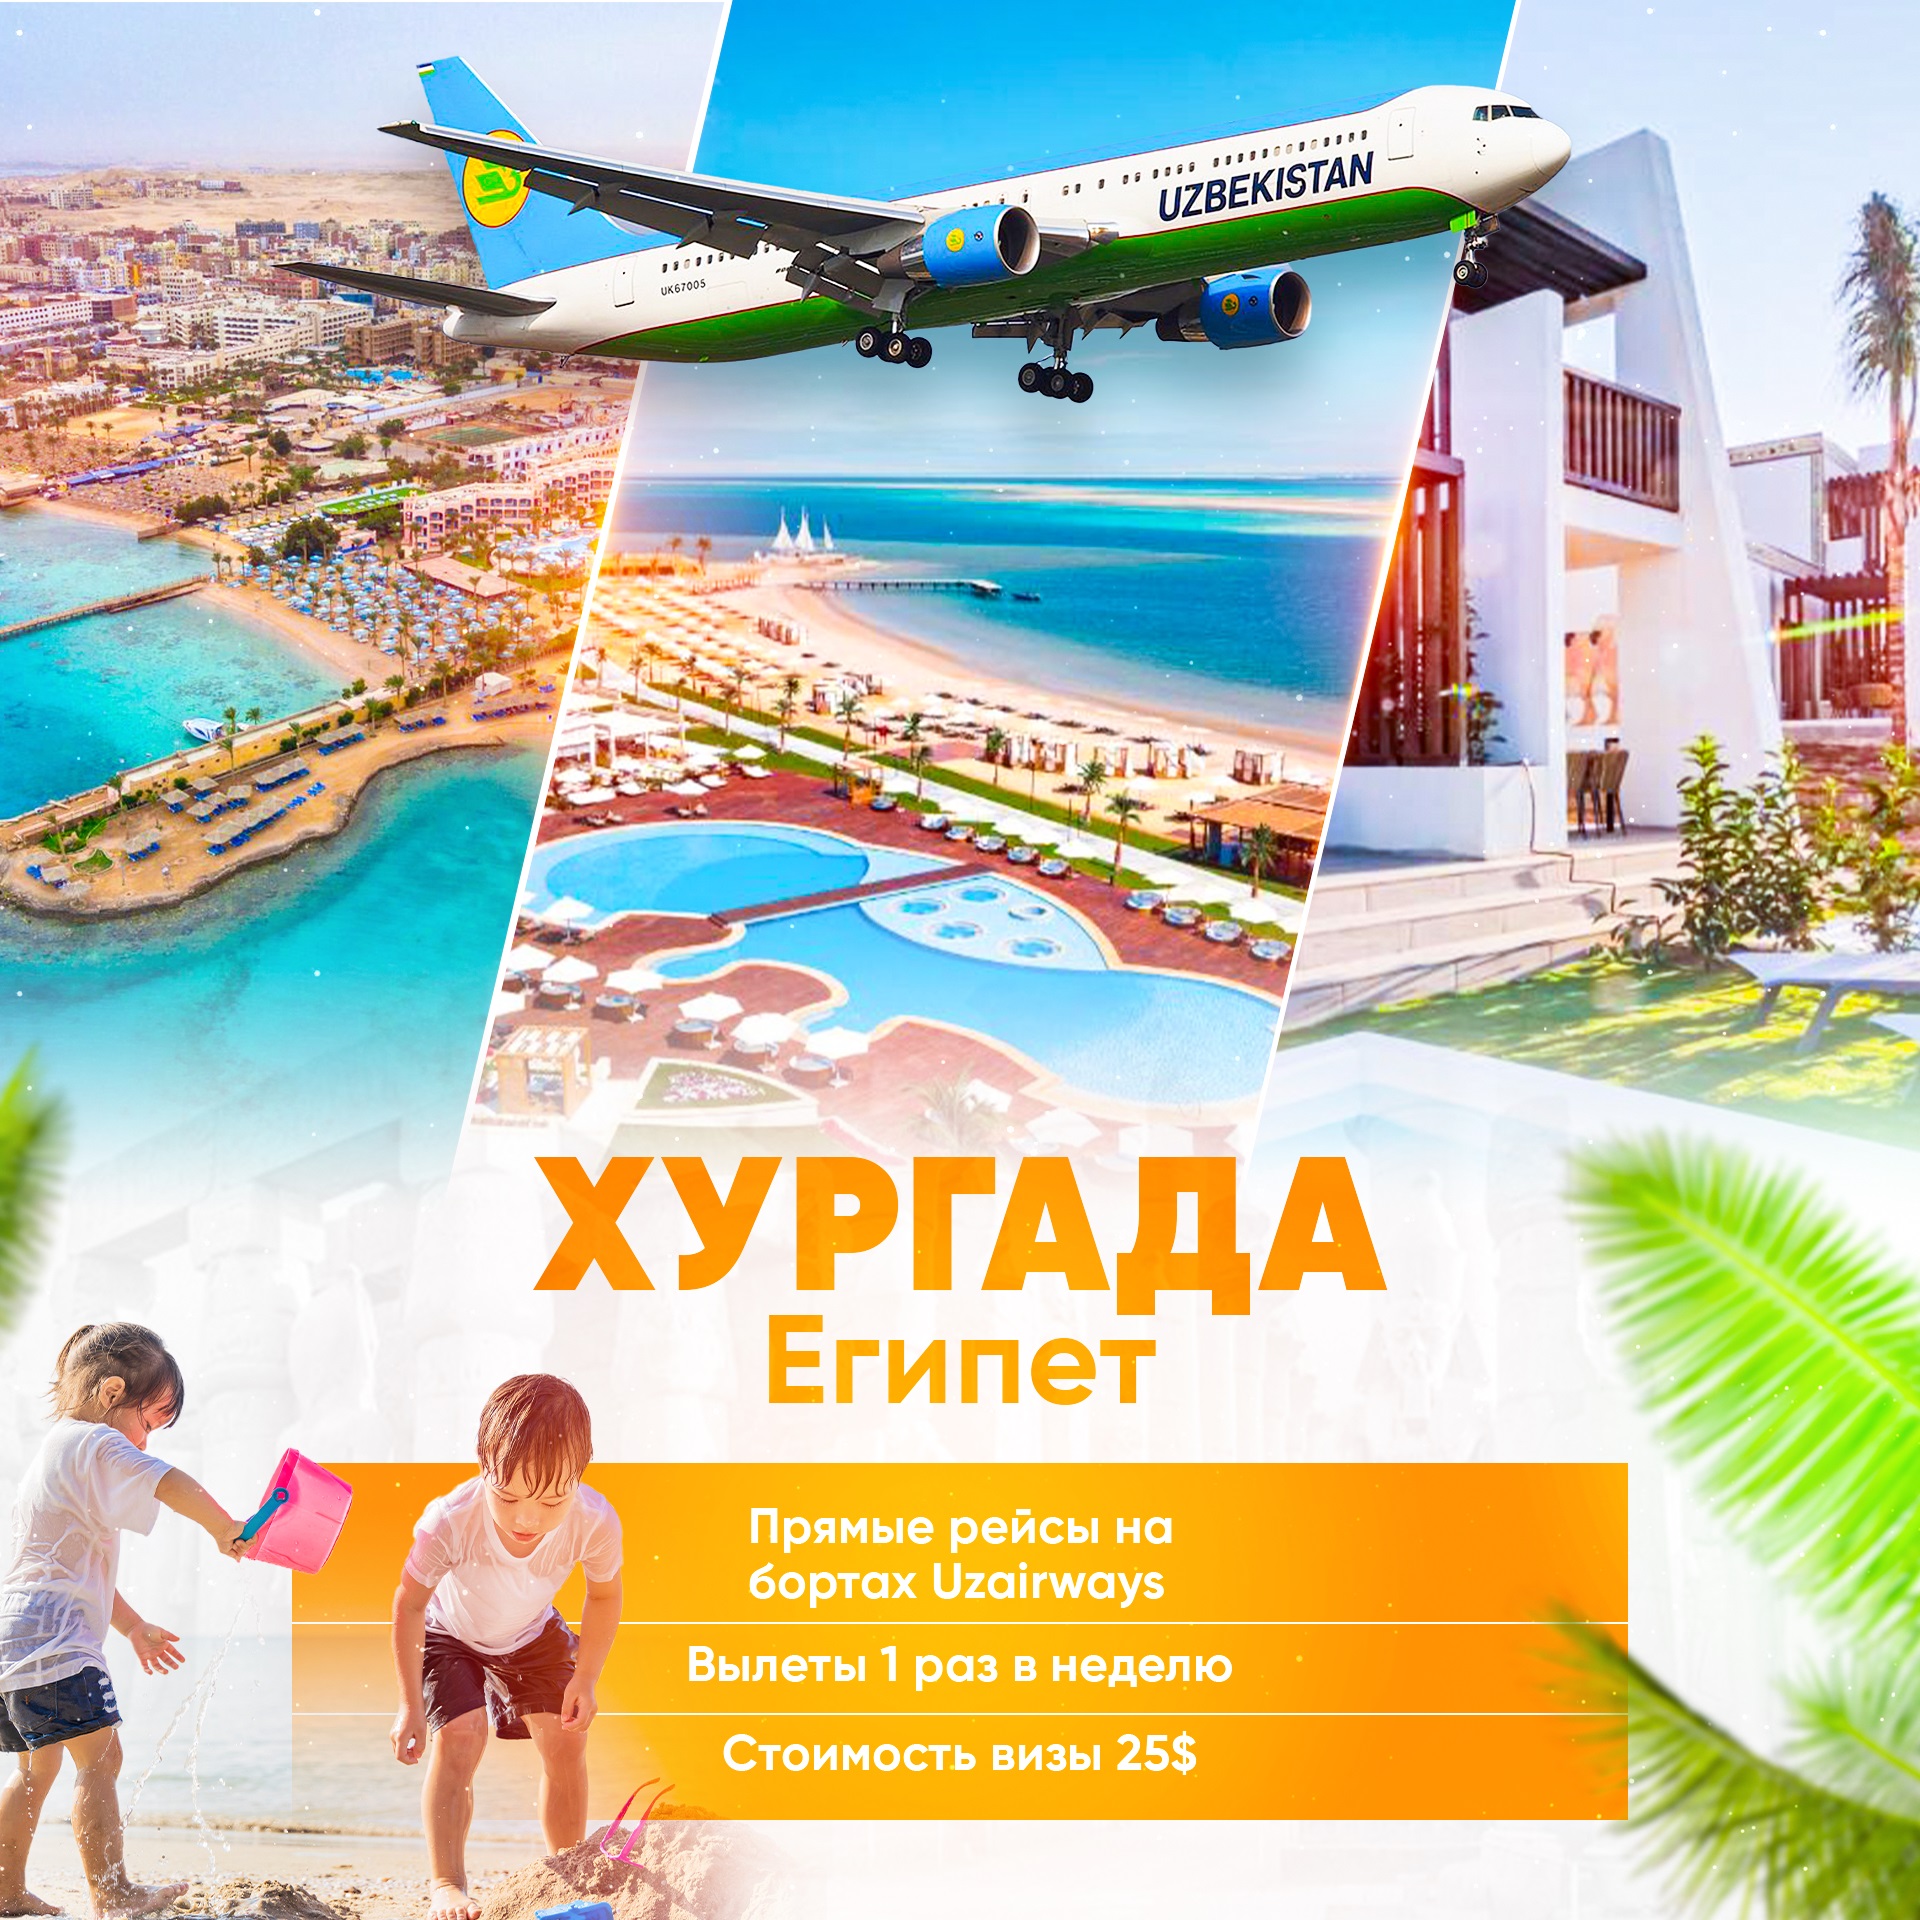 UZBEKISTAN
UK67005
ХУРГАДА
Египет
Прямые рейсы на
бортах Uzairways
Вылеты 1 раз в неделю
Стоимость визы 25$